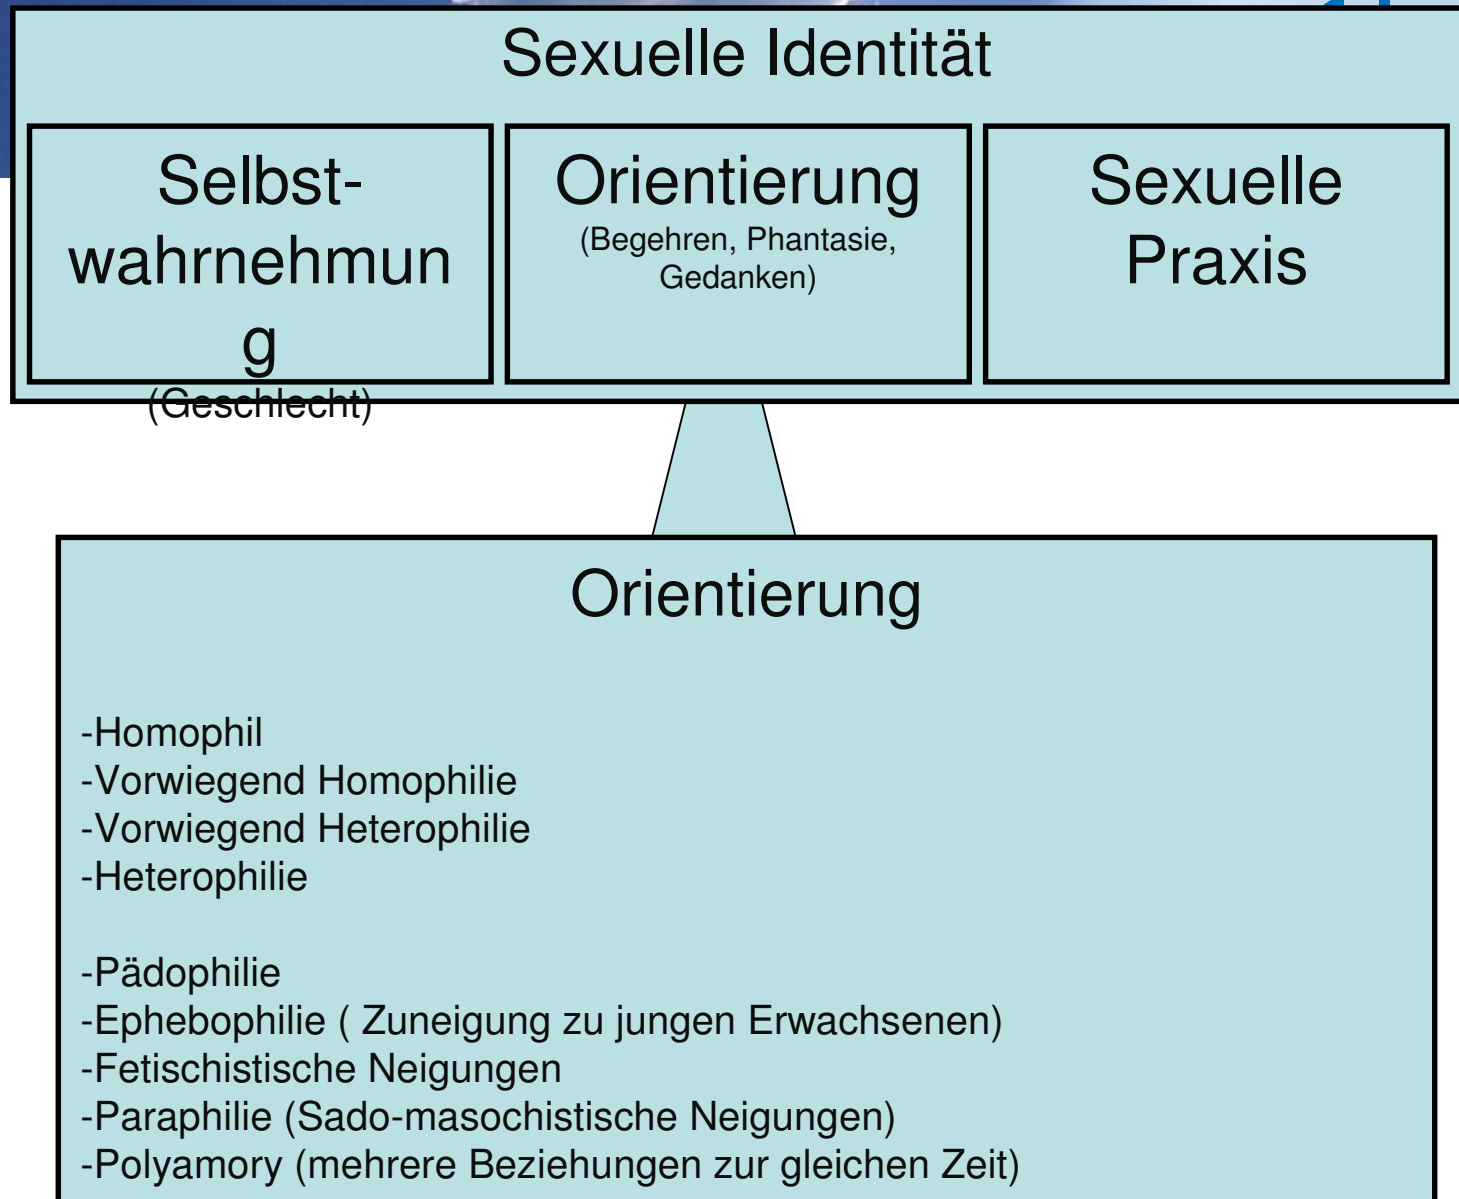 Sexuelle Identität
Selbst-
wahrnehmun
g
(Geschlecht)
Orientierung
(Begehren, Phantasie,
Gedanken)
Sexuelle
Praxis
Orientierung
-Homophil
-Vorwiegend Homophilie
-Vorwiegend Heterophilie
-Heterophilie
-Pädophilie
-Ephebophilie ( Zuneigung zu jungen Erwachsenen)
-Fetischistische Neigungen
-Paraphilie (Sado-masochistische Neigungen)
-Polyamory (mehrere Beziehungen zur gleichen Zeit)